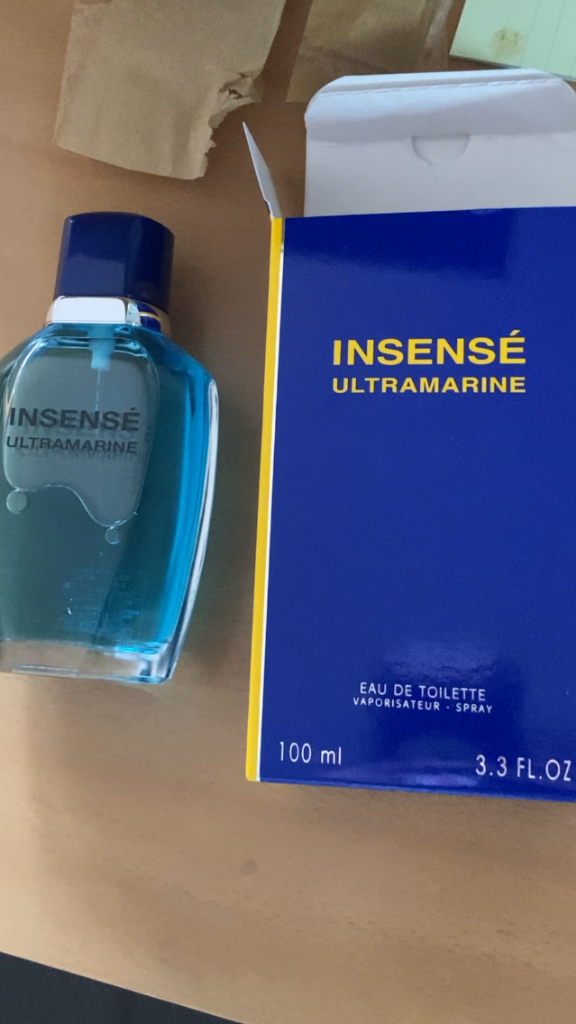 INSENSÉ
ULTRAMARINE
INSENSÉ
ULTRAMARINE
EAU DE TOILETTE
VAPORISATEUR - SPRAY
100 ml
3.3 FL.OZ